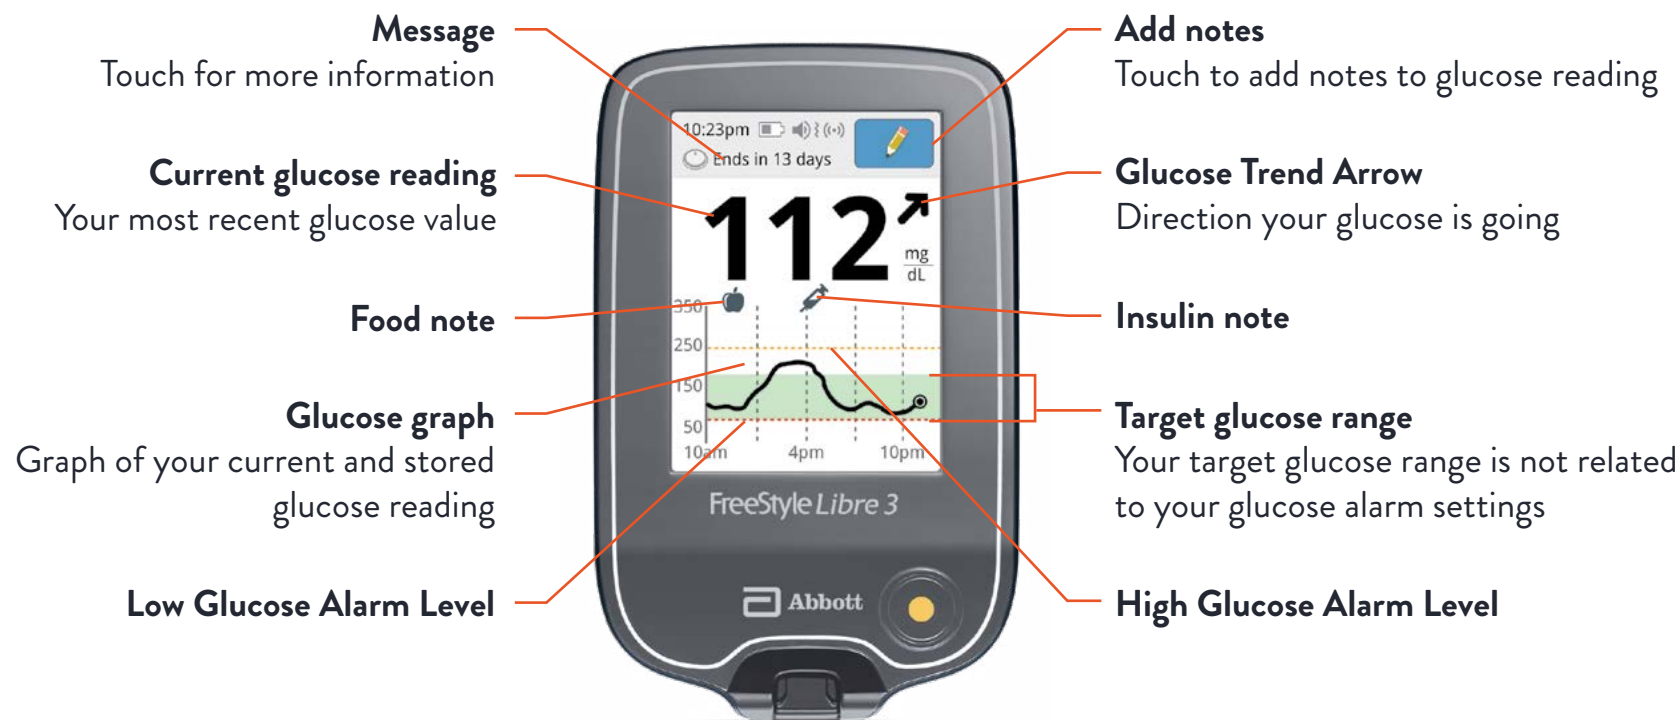 Message
Touch for more information
Current glucose reading
Your most recent glucose value
Food note
Glucose graph
Graph of your current and stored
glucose reading
Low Glucose Alarm Level
10:23pm
Ends in 13 days
112
mg
dL
350
250
150
50
10am 4pm 10pm
FreeStyle Libre 3
Abbott
Add notes
Touch to add notes to glucose reading
Glucose Trend Arrow
Direction your glucose is going
Insulin note
Target glucose range
Your target glucose range is not related
to your glucose alarm settings
High Glucose Alarm Level